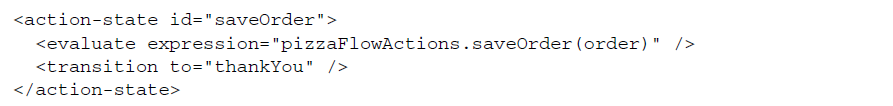 <action-state id="saveOrder">
  <evaluate expression="pizzaFlowActions.saveOrder(order)" />
  <transition to="thankYou" />
</action-state>